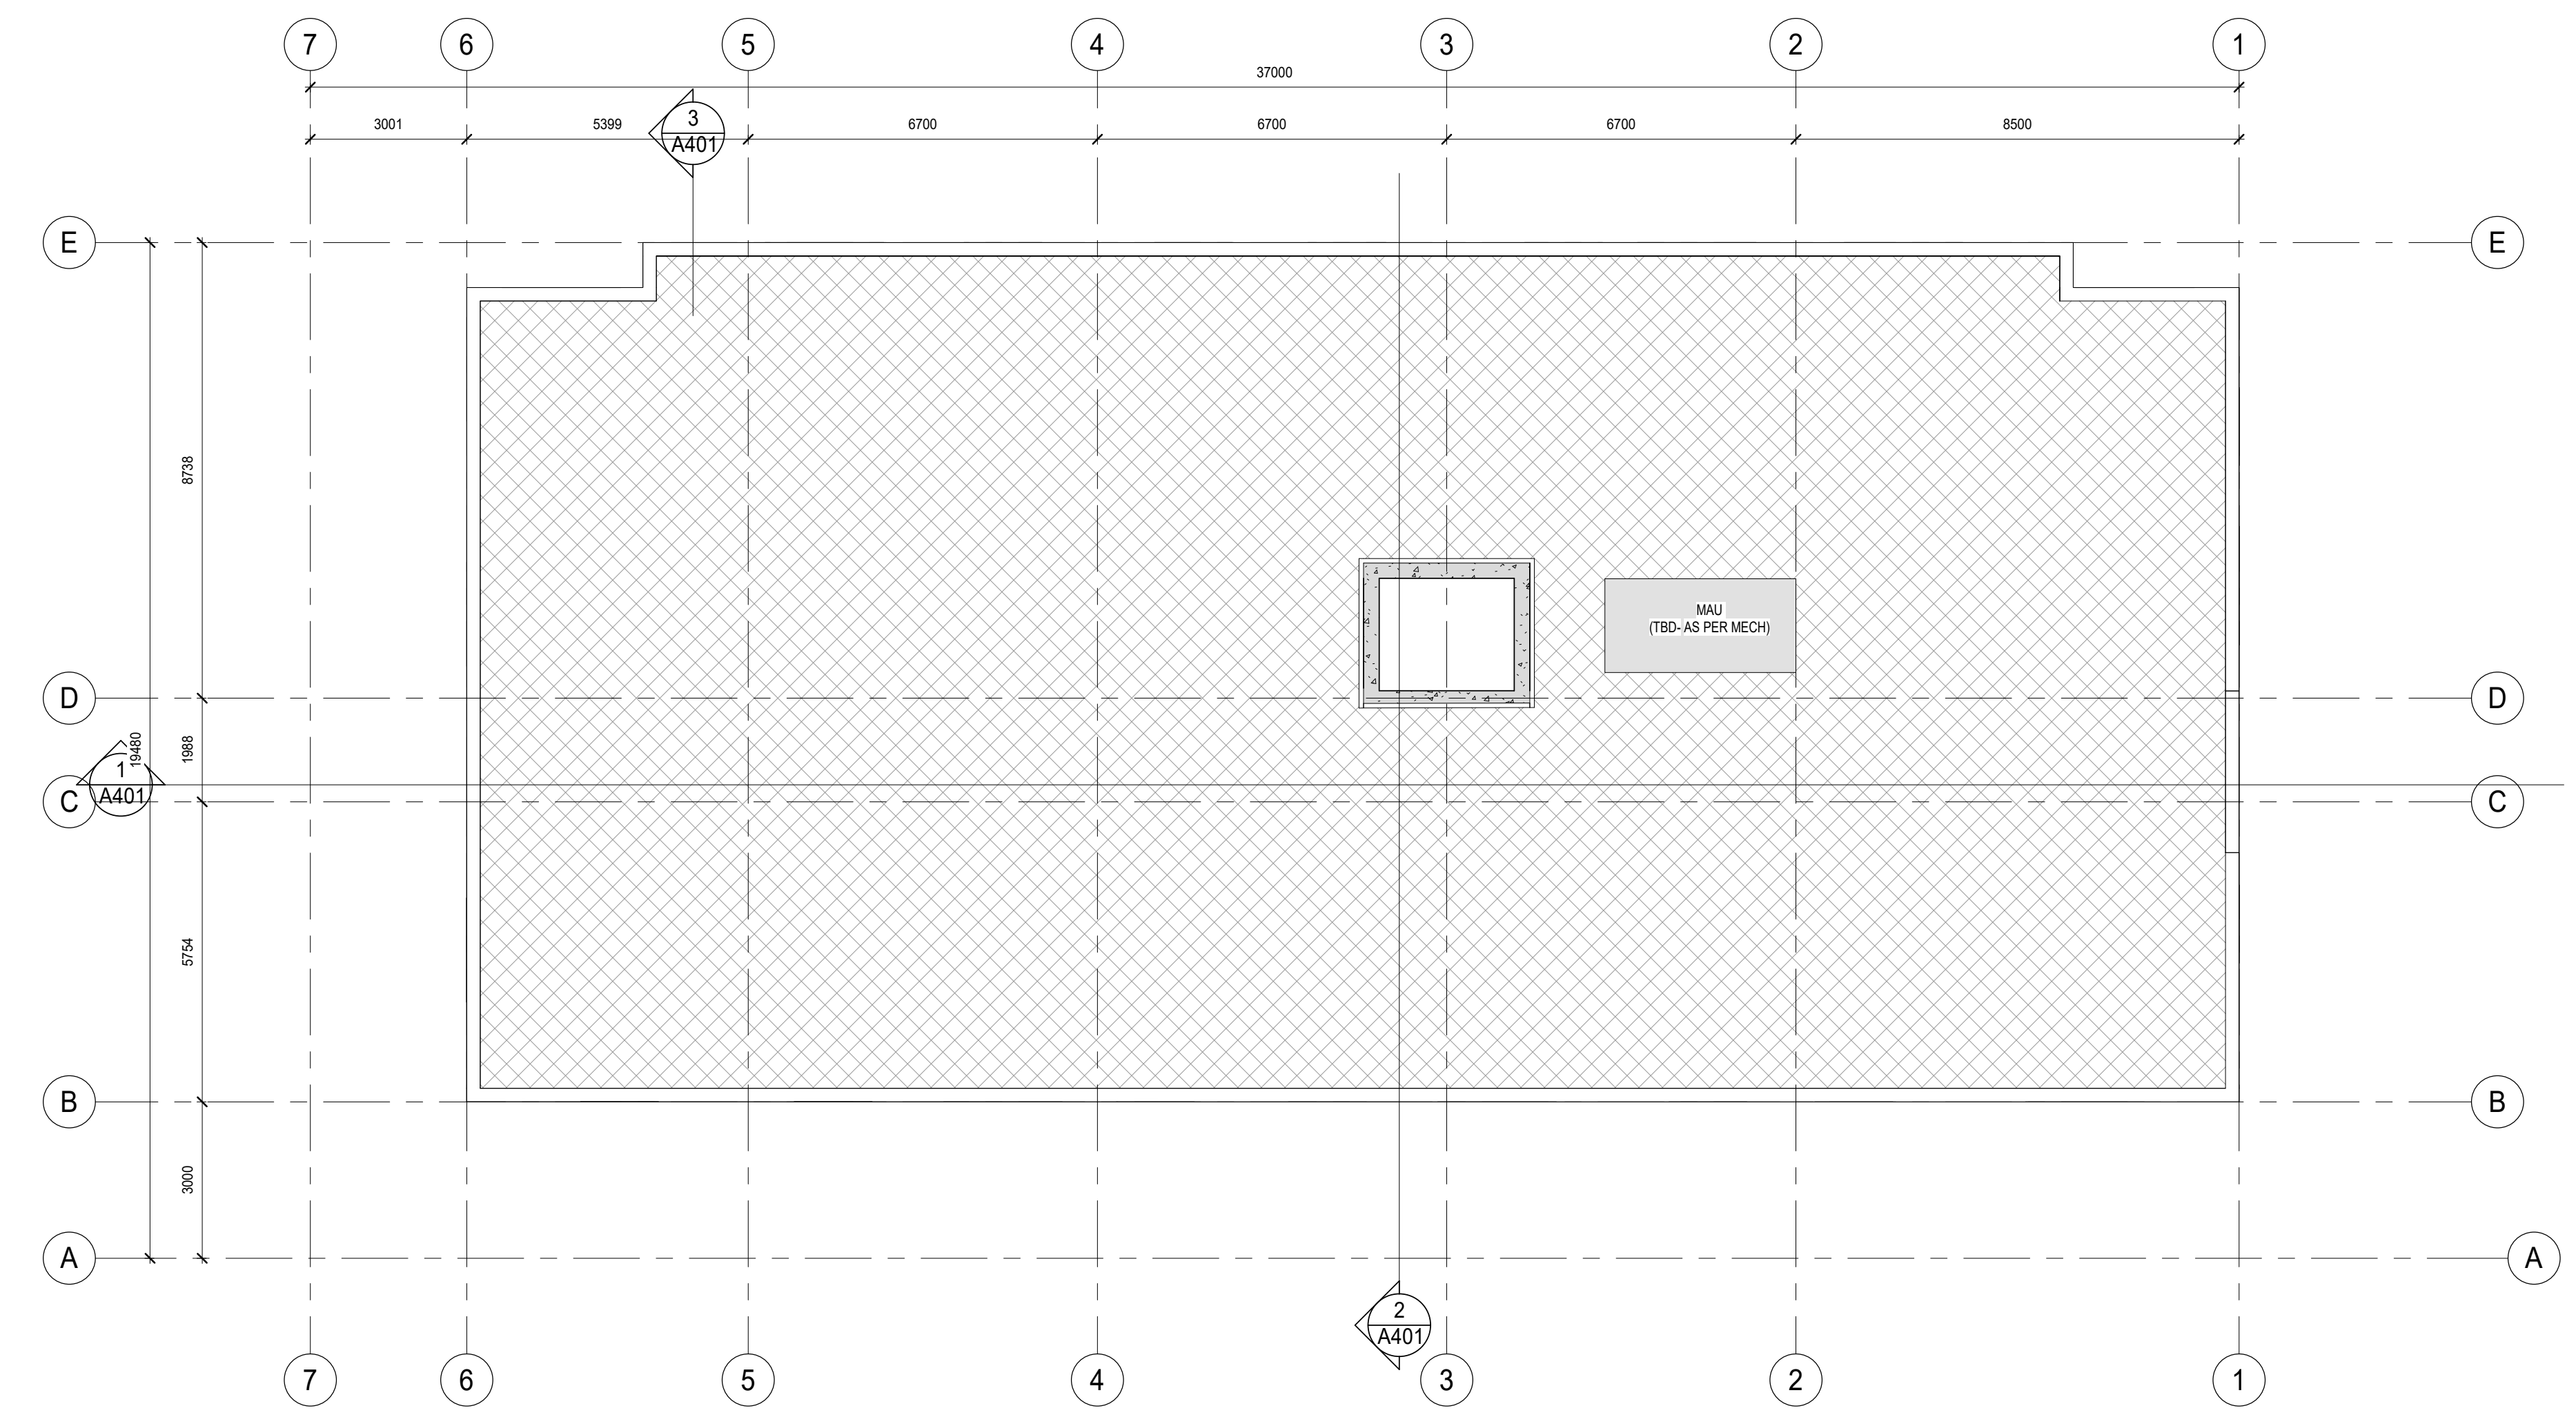 7 6 5 4 3 2 1
37000
3001 5399 6700 6700 6700 8500
3
A401
E E
8738
MAU
(TBD- AS PER MECH)
D D
19480
1988
1
A401
C C
5754
B B
3000
A A
2
A401
7 6 5 4 3 2 1